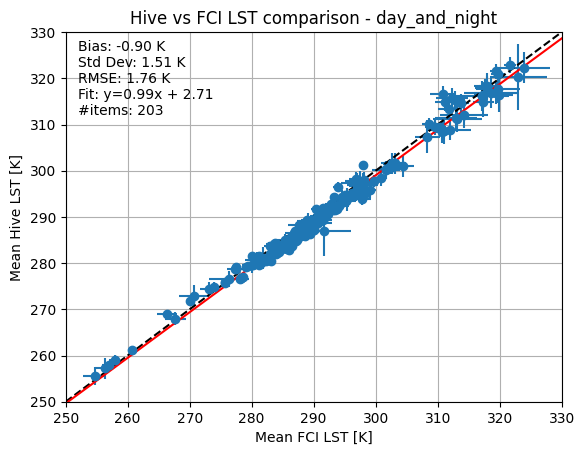 Hive vs FCI LST comparison - day_and_night
Bias: -0.90 K
Std Dev: 1.51 K
RMSE: 1.76 K
Fit: y=0.99x + 2.71
#items: 203
Mean Hive LST [K]
330
320
310
300
290
280
270
260
250
250 260 270 280 290 300 310 320 330
Mean FCI LST [K]